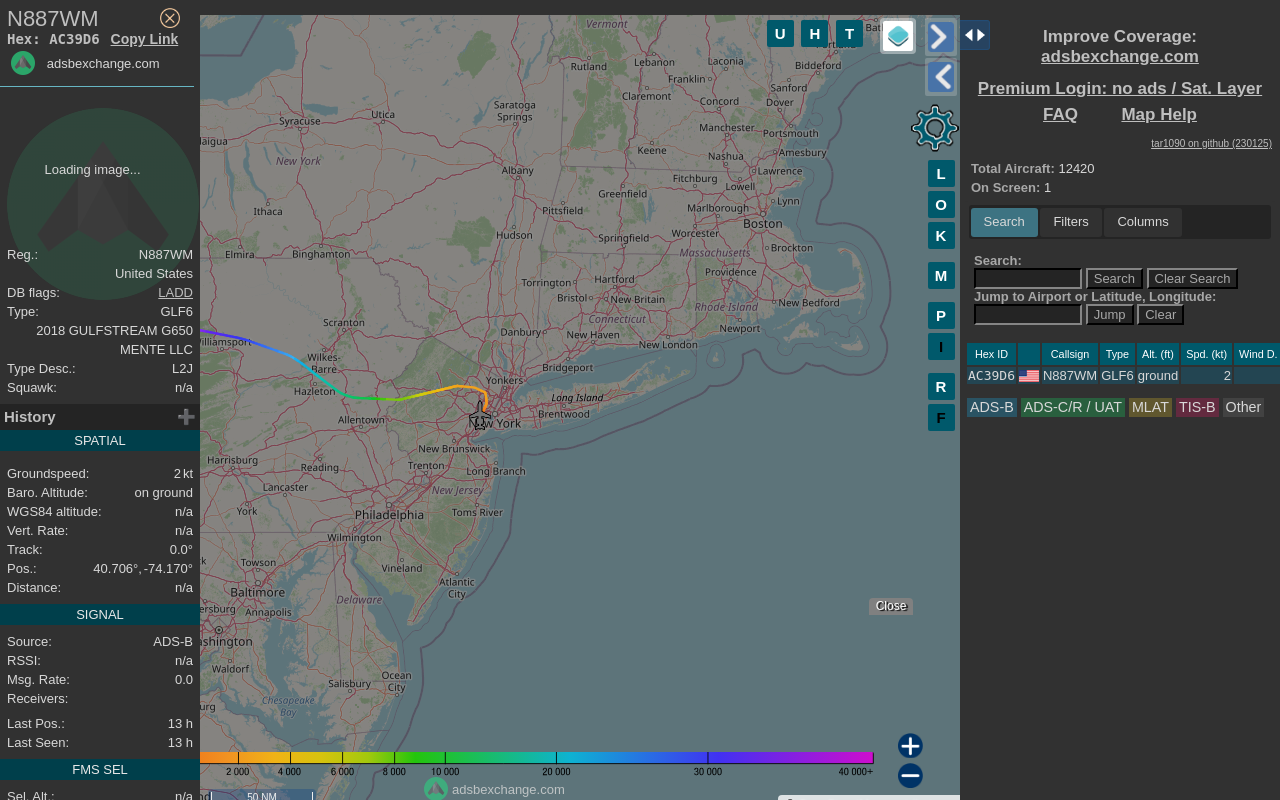 N887WM
Hex: AC39D6 Copy Link
adsbexchange.com
Loading image...
Reg.: N887WM
United States
DB flags: LADD
Type: GLF6
2018 GULFSTREAM G650
MENTE LLC
Type Desc.: L2J
Squawk: n/a
History
SPATIAL
Groundspeed: 2 kt
Baro. Altitude: on ground
WGS84 altitude: n/a
Vert. Rate: n/a
Track: 0.0°
Pos.: 40.706°, -74.170°
Distance: n/a
SIGNAL
Source: ADS-B
RSSI: n/a
Msg. Rate: 0.0
Receivers:
Last Pos.: 13 h
Last Seen: 13 h
FMS SEL
Sel. Alt.: n/a
U H T
Vermont
Rutland
Lebanon
Laconia
Biddeford
Franklin
Sanford
Claremont
Concord
Dover
Saratoga
Springs
Utica
Syracuse
Manchester
Portsmouth
Keene
Nashua
Amesbury
New York
Albany
Fitchburg
Lawrence
Lowell
Greenfield
Marlborough
Lynn
Ithaca
Pittsfield
Boston
Hudson
Springfield
Worcester
Massachusetts
Brockton
Elmira
Binghamton
Torrington
Hartford
Providence
Bristol
New Britain
Rhode Island
New Bedford
Connecticut
Newport
Scranton
Danbury
New Haven
New London
Williamsport
Wilkes-
Barre
Bridgeport
Hazleton
Yonkers
Long Island
Brentwood
Allentown
New York
New Brunswick
Harrisburg
Reading
Trenton
Long Branch
Lancaster
New Jersey
York
Philadelphia
Toms River
Wilmington
Towson
Vineland
Baltimore
Atlantic
City
Annapolis
Delaware
Waldorf
Salisbury
Ocean
City
Chesapeake
Bay
L
O
K
M
P
I
R
F
Close
2 000 4 000 6 000 8 000 10 000 20 000 30 000 40 000+
adsbexchange.com
50 NM
Improve Coverage:
adsbexchange.com
Premium Login: no ads / Sat. Layer
FAQ Map Help
tar1090 on github (230125)
Total Aircraft: 12420
On Screen: 1
Search Filters Columns
Search:
Search Clear Search
Jump to Airport or Latitude, Longitude:
Jump Clear
Hex ID Callsign Type Alt. (ft) Spd. (kt) Wind D.
AC39D6 N887WM GLF6 ground 2
ADS-B ADS-C/R / UAT MLAT TIS-B Other